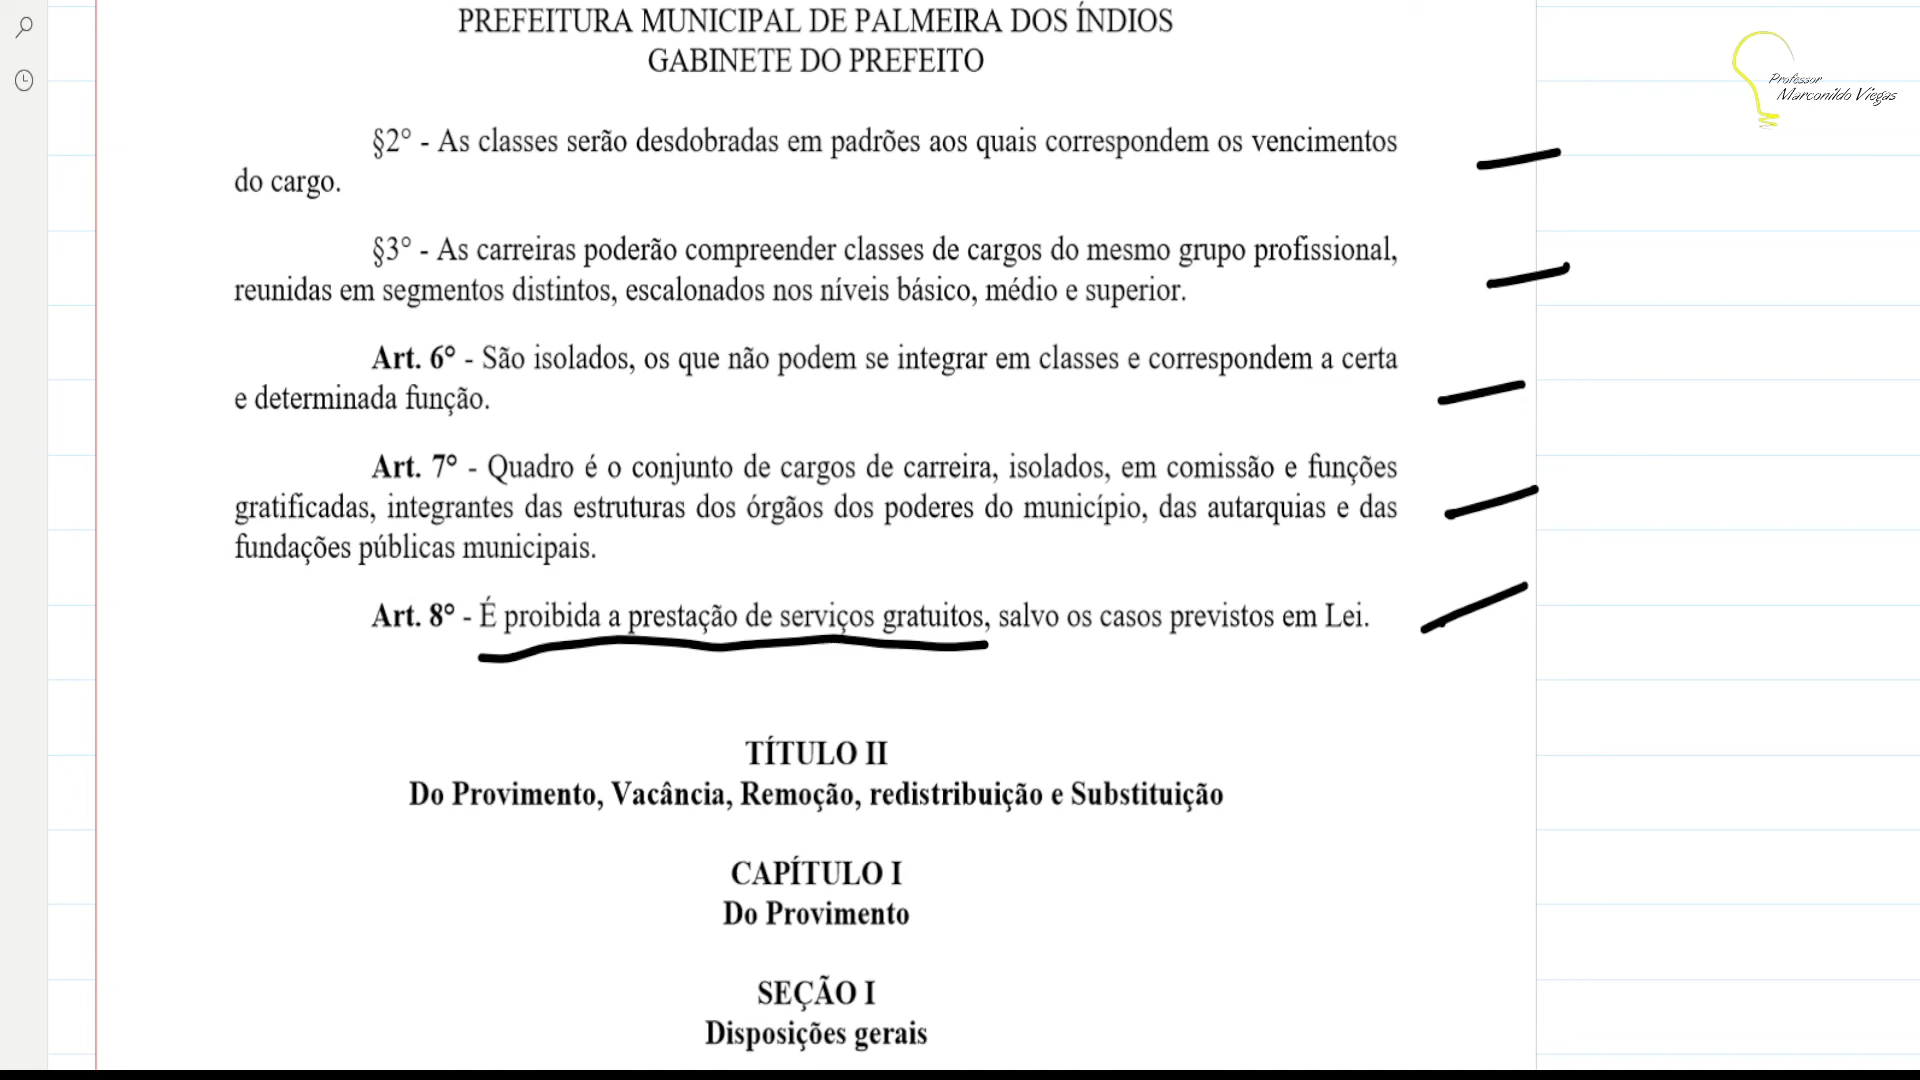 PREFEITURA MUNICIPAL DE PALMEIRA DOS ÍNDIOS
GABINETE DO PREFEITO
Professor
Marconildo Viegas
§2° - As classes serão desdobradas em padrões aos quais correspondem os vencimentos
do cargo.
§3° - As carreiras poderão compreender classes de cargos do mesmo grupo profissional,
reunidas em segmentos distintos, escalonados nos níveis básico, médio e superior.
Art. 6° - São isolados, os que não podem se integrar em classes e correspondem a certa
e determinada função.
Art. 7° - Quadro é o conjunto de cargos de carreira, isolados, em comissão e funções
gratificadas, integrantes das estruturas dos órgãos dos poderes do município, das autarquias e das
fundações públicas municipais.
Art. 8° - É proibida a prestação de serviços gratuitos, salvo os casos previstos em Lei.
TÍTULO II
Do Provimento, Vacância, Remoção, redistribuição e Substituição
CAPÍTULO I
Do Provimento
SEÇÃO I
Disposições gerais